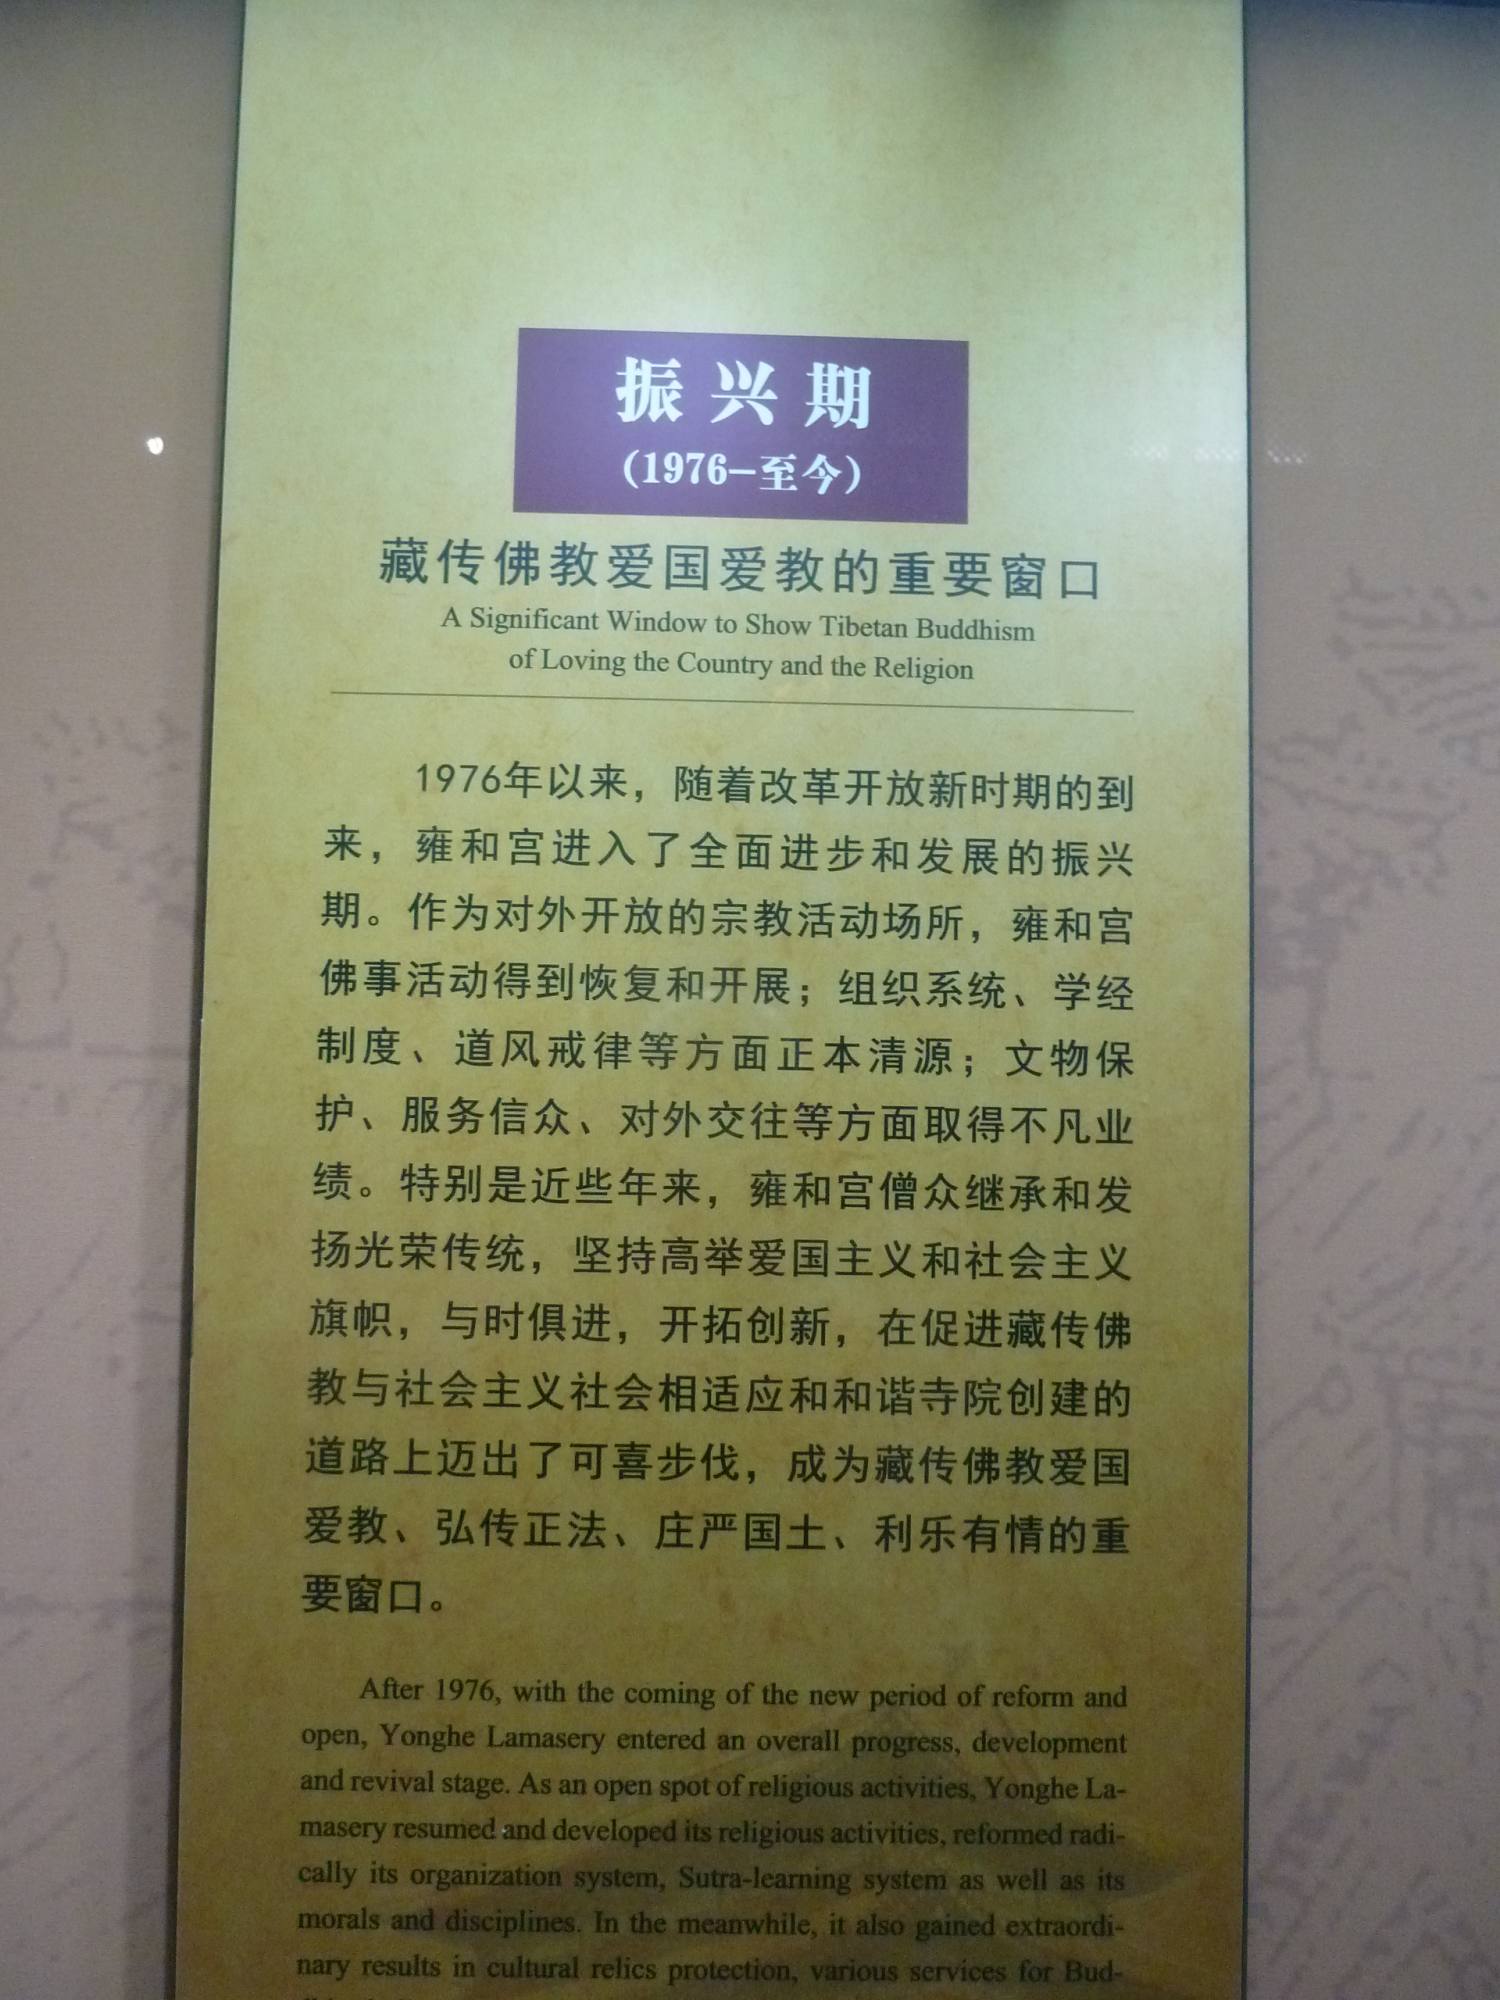 振兴期
(1976-至今)
藏传佛教爱国爱教的重要窗口
A Significant Window to Show Tibetan Buddhism
of Loving the Country and the Religion
1976年以来，随着改革开放新时期的到
来，雍和宫进入了全面进步和发展的振兴
期。作为对外开放的宗教活动场所，雍和宫
佛事活动得到恢复和开展；组织系统、学经
制度、道风戒律等方面正本清源；文物保
护、服务信众、对外交往等方面取得不凡业
绩。特别是近些年来，雍和宫僧众继承和发
扬光荣传统，坚持高举爱国主义和社会主义
旗帜，与时俱进，开拓创新，在促进藏传佛
教与社会主义社会相适应和和谐寺院创建的
道路上迈出了可喜步伐，成为藏传佛教爱国
爱教、弘传正法、庄严国土、利乐有情的重
要窗口。
After 1976, with the coming of the new period of reform and
open, Yonghe Lamasery entered an overall progress, development
and revival stage. As an open spot of religious activities, Yonghe La-
masery resumed and developed its religious activities, reformed radi-
cally its organization system, Sutra-learning system as well as its
morals and disciplines. In the meanwhile, it also gained extraordi-
nary results in cultural relics protection, various services for Bud-